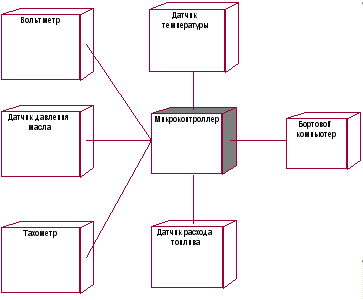 Вольтметр
Датчик
температуры
Датчик давления
масла
Микроконтроллер
Бортовой
компьютер
Тахометр
Датчик расхода
топлива